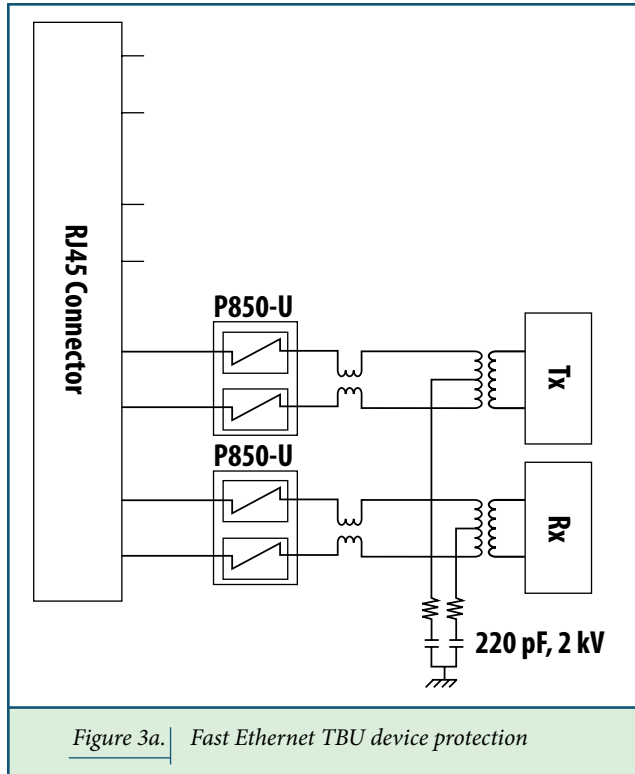 RJ45 Connector
P850-U
Tx
P850-U
Rx
220 pF, 2 kV
Figure 3a. Fast Ethernet TBU device protection